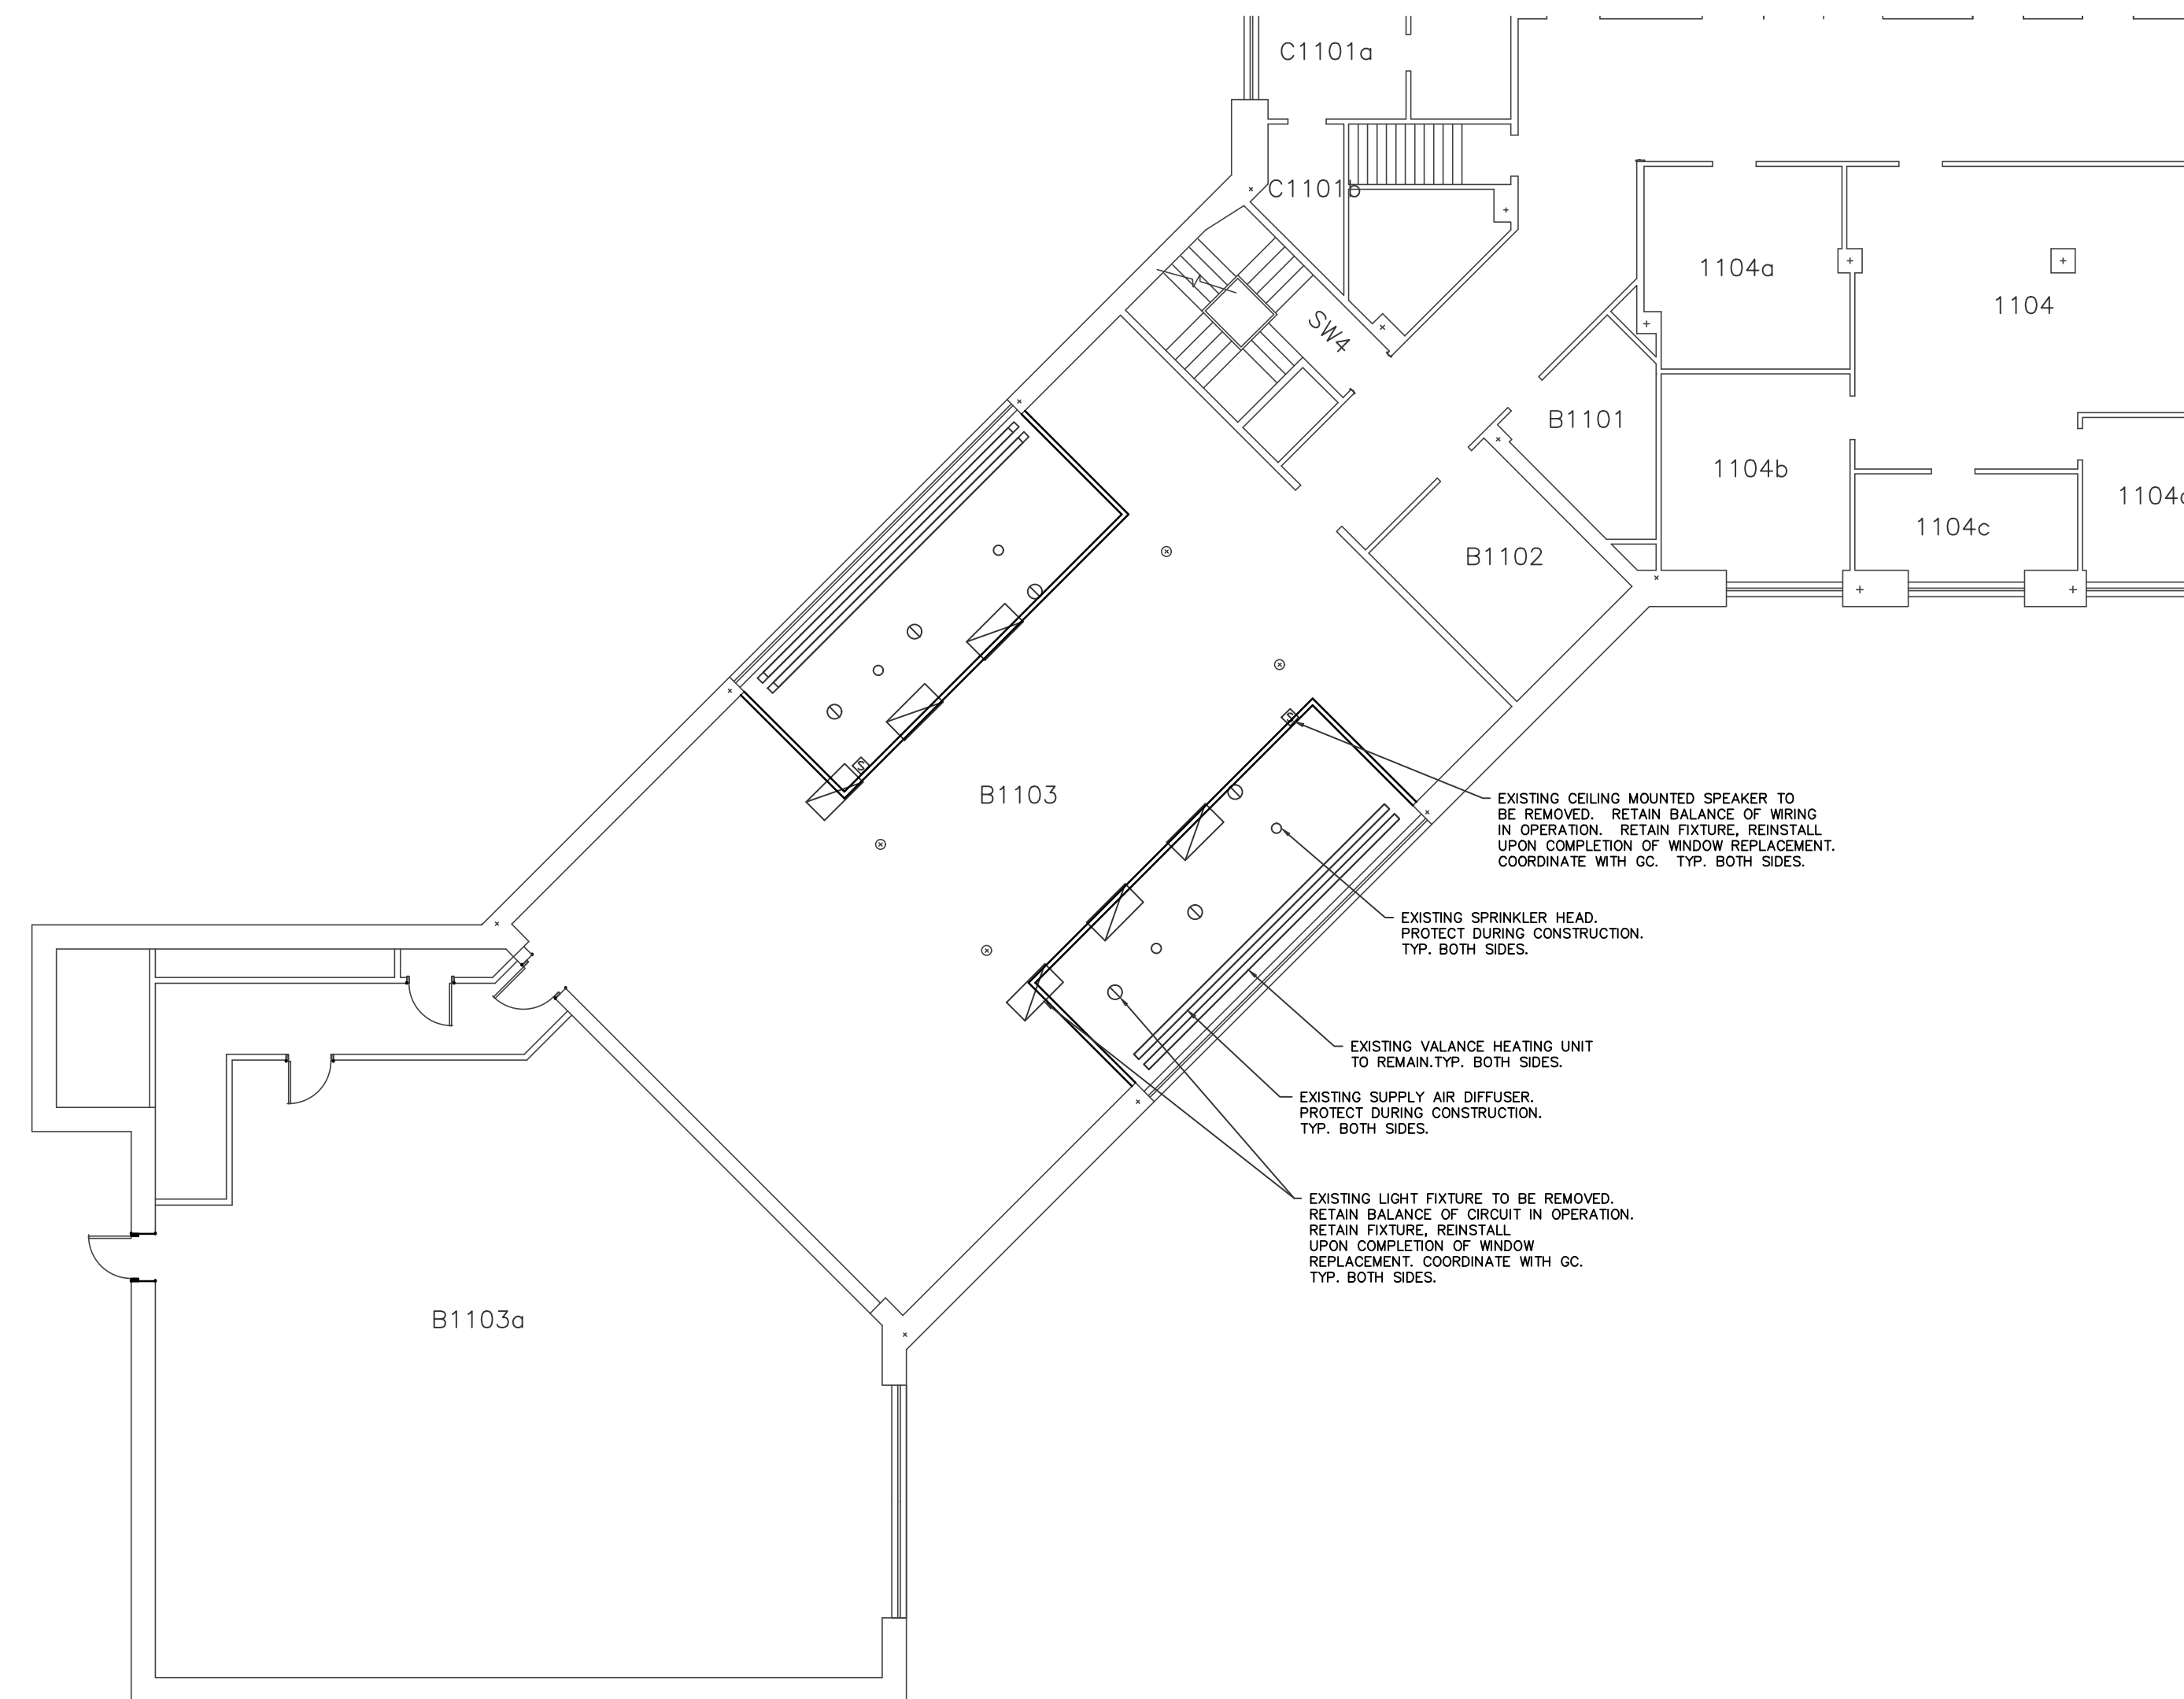 C1101a
C1101b
1104a
1104
SW4
B1101
1104b
1104c
B1102
S
S
B1103
EXISTING CEILING MOUNTED SPEAKER TO
BE REMOVED. RETAIN BALANCE OF WIRING
IN OPERATION. RETAIN FIXTURE, REINSTALL
UPON COMPLETION OF WINDOW REPLACEMENT.
COORDINATE WITH GC. TYP. BOTH SIDES.
EXISTING SPRINKLER HEAD.
PROTECT DURING CONSTRUCTION.
TYP. BOTH SIDES.
EXISTING VALANCE HEATING UNIT
TO REMAIN.TYP. BOTH SIDES.
EXISTING SUPPLY AIR DIFFUSER.
PROTECT DURING CONSTRUCTION.
TYP. BOTH SIDES.
EXISTING LIGHT FIXTURE TO BE REMOVED.
RETAIN BALANCE OF CIRCUIT IN OPERATION.
RETAIN FIXTURE, REINSTALL
UPON COMPLETION OF WINDOW
REPLACEMENT. COORDINATE WITH GC.
TYP. BOTH SIDES.
B1103a